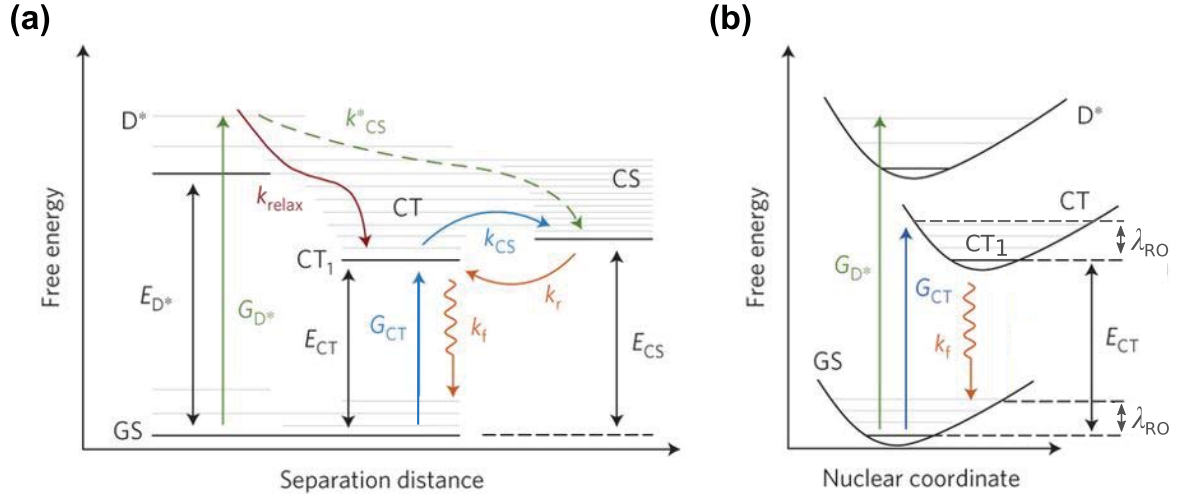 (a)
Free energy
D*
k*CS
CS
krelax
CT
kCS
CT1
kr
ED*
GD*
ECT
GCT
kf
ECS
GS
Separation distance
(b)
Free energy
D*
CT
CT1
λRO
GD*
GCT
kf
ECT
GS
λRO
Nuclear coordinate